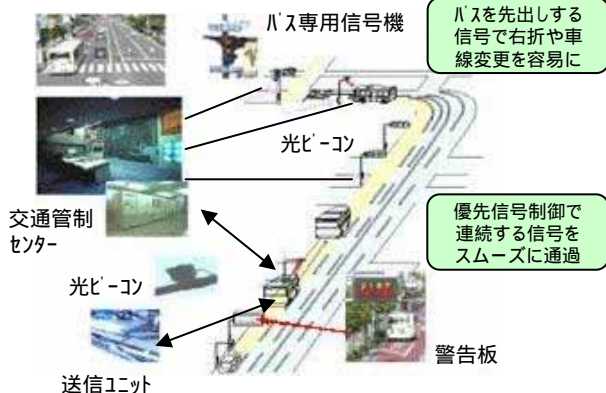 バス専用信号機
バスを先出しする
信号で右折や車
線変更を容易に
光ビーコン
交通管制
センター
優先信号制御で
連続する信号を
スムーズに通過
光ビーコン
警告板
送信ユニット